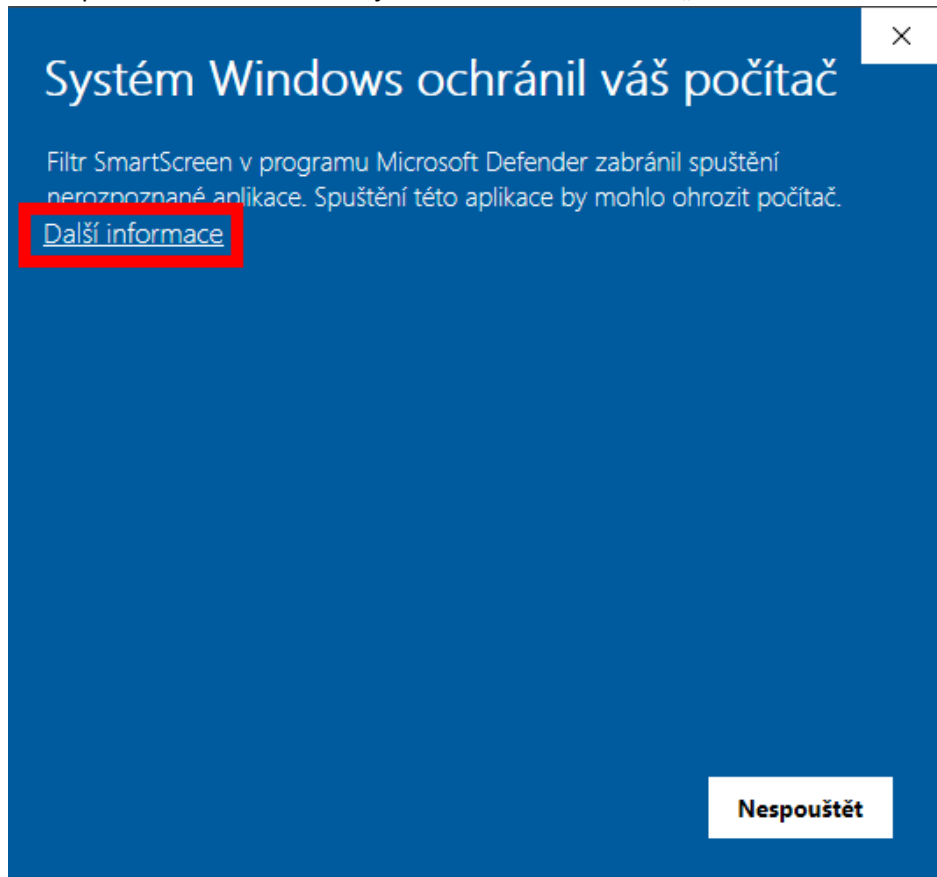 Systém Windows ochránil váš počítač
Filtr SmartScreen v programu Microsoft Defender zabránil spuštění
nerozpoznané aplikace. Spuštění této aplikace by mohlo ohrozit počítač.
Další informace
Nespouštět